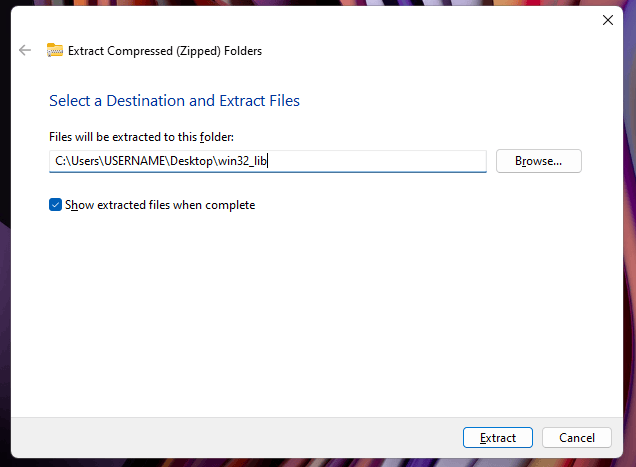 Extract Compressed (Zipped) Folders
Select a Destination and Extract Files
Files will be extracted to this folder:
C:\Users\USERNAME\Desktop\win32_lib
Browse...
Show extracted files when complete
Extract
Cancel